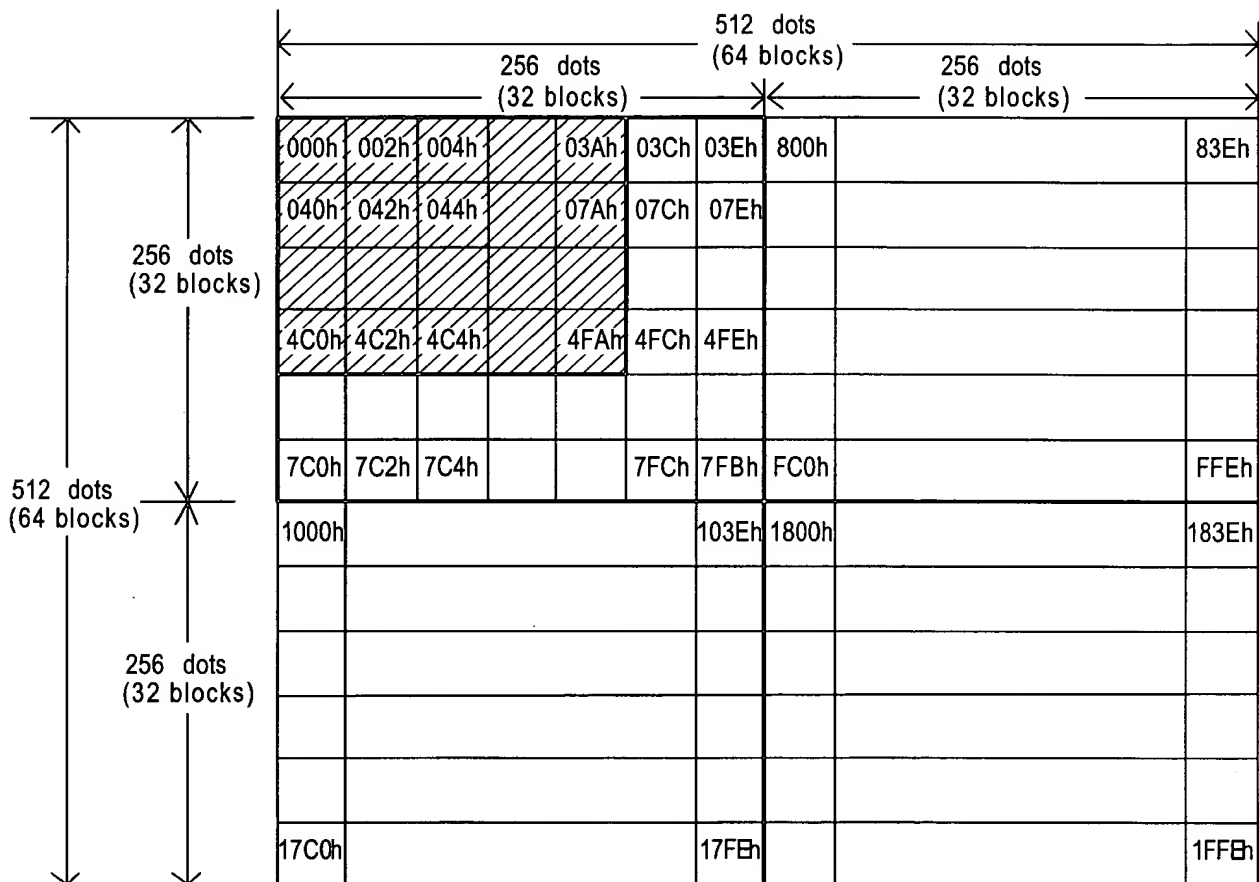 512 dots
(64 blocks)
256 dots
(32 blocks)
256 dots
(32 blocks)
000h 002h 004h 03Ah 03Ch 03Eh 800h 83Eh
040h 042h 044h 07Ah 07Ch 07Eh
256 dots
(32 blocks)
4C0h 4C2h 4C4h 4FAh 4FCh 4FEh
7C0h 7C2h 7C4h 7FCh 7FBh FC0h FFEh
512 dots
(64 blocks)
1000h 103Eh 1800h 183Eh
256 dots
(32 blocks)
17C0h 17FEh 1FFEh